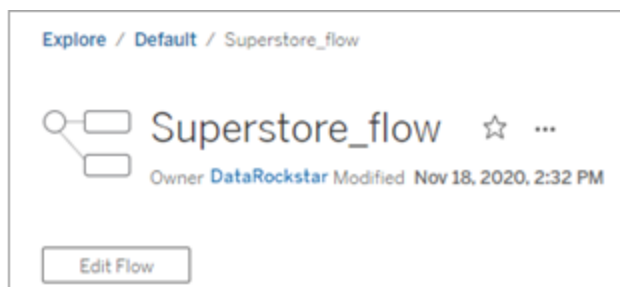 Explore / Default / Superstore_flow
Superstore_flow
Owner DataRockstar Modified Nov 18, 2020, 2:32 PM
Edit Flow